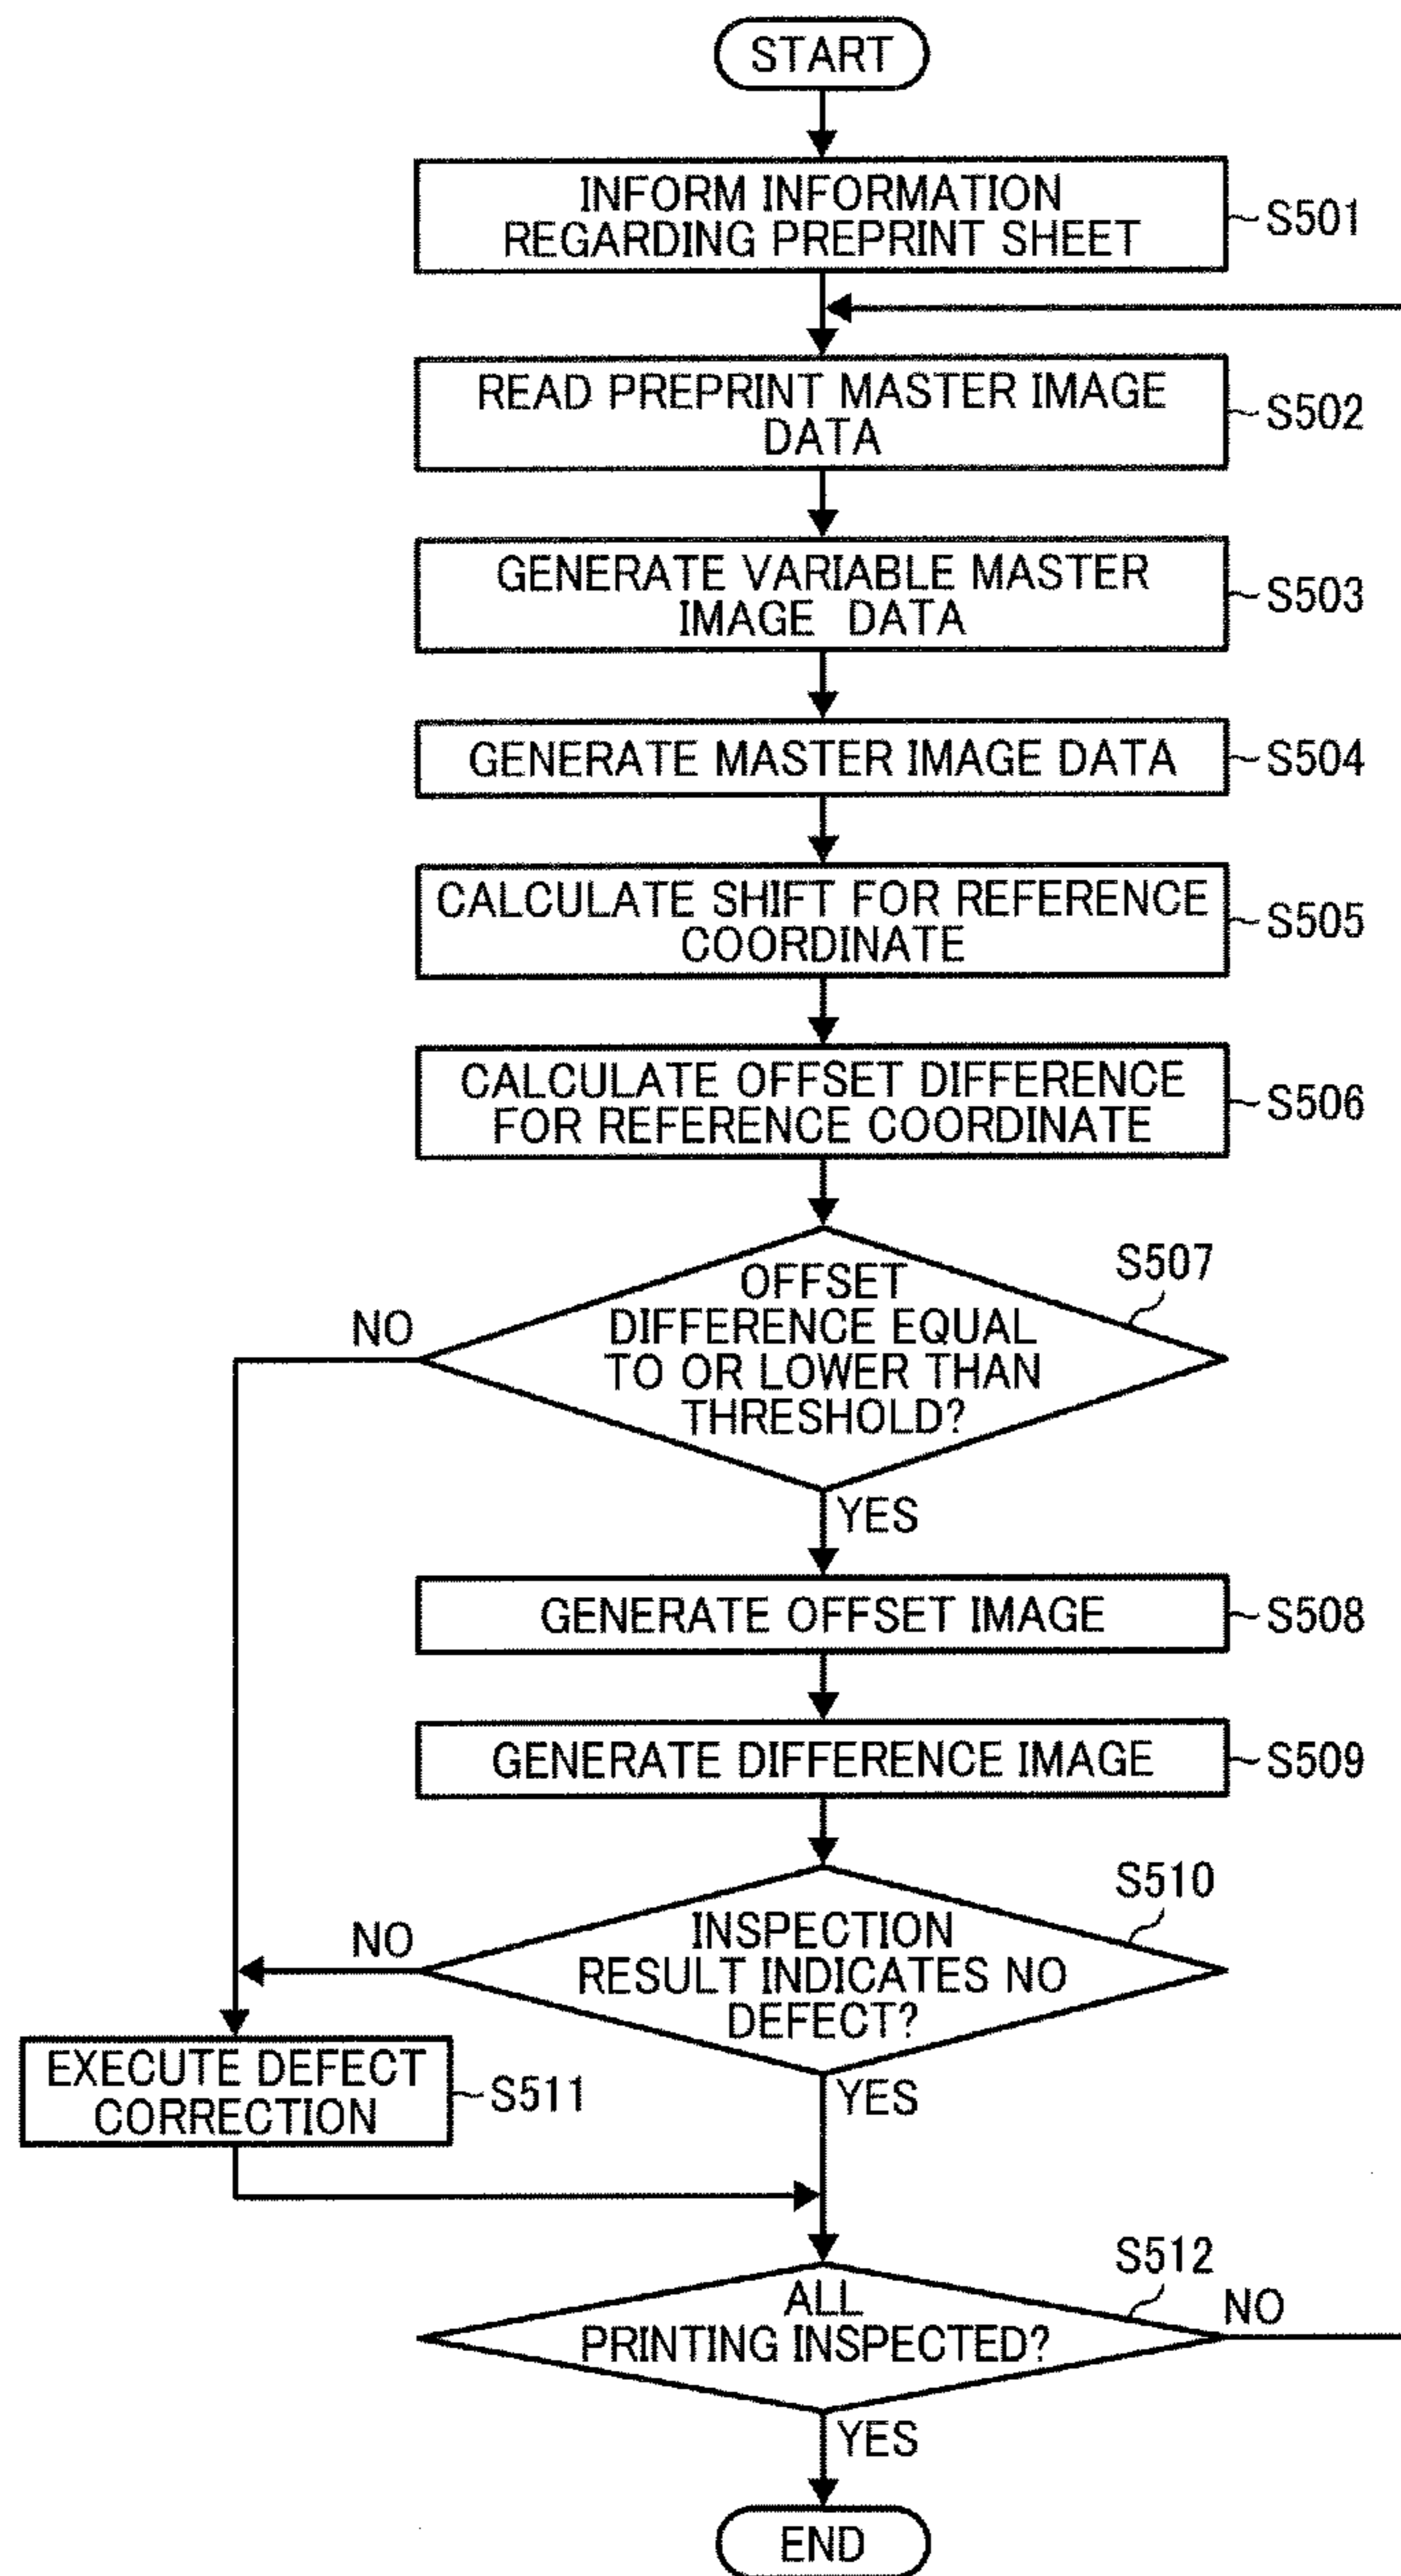 START
INFORM INFORMATION
REGARDING PREPRINT SHEET
S501
READ PREPRINT MASTER IMAGE
DATA
S502
GENERATE VARIABLE MASTER
IMAGE DATA
S503
GENERATE MASTER IMAGE DATA
S504
CALCULATE SHIFT FOR REFERENCE
COORDINATE
S505
CALCULATE OFFSET DIFFERENCE
FOR REFERENCE COORDINATE
S506
S507
OFFSET
DIFFERENCE EQUAL
TO OR LOWER THAN
THRESHOLD?
NO
YES
GENERATE OFFSET IMAGE
S508
GENERATE DIFFERENCE IMAGE
S509
S510
INSPECTION
RESULT INDICATES NO
DEFECT?
NO
YES
EXECUTE DEFECT
CORRECTION
S511
S512
ALL
PRINTING INSPECTED?
NO
YES
END